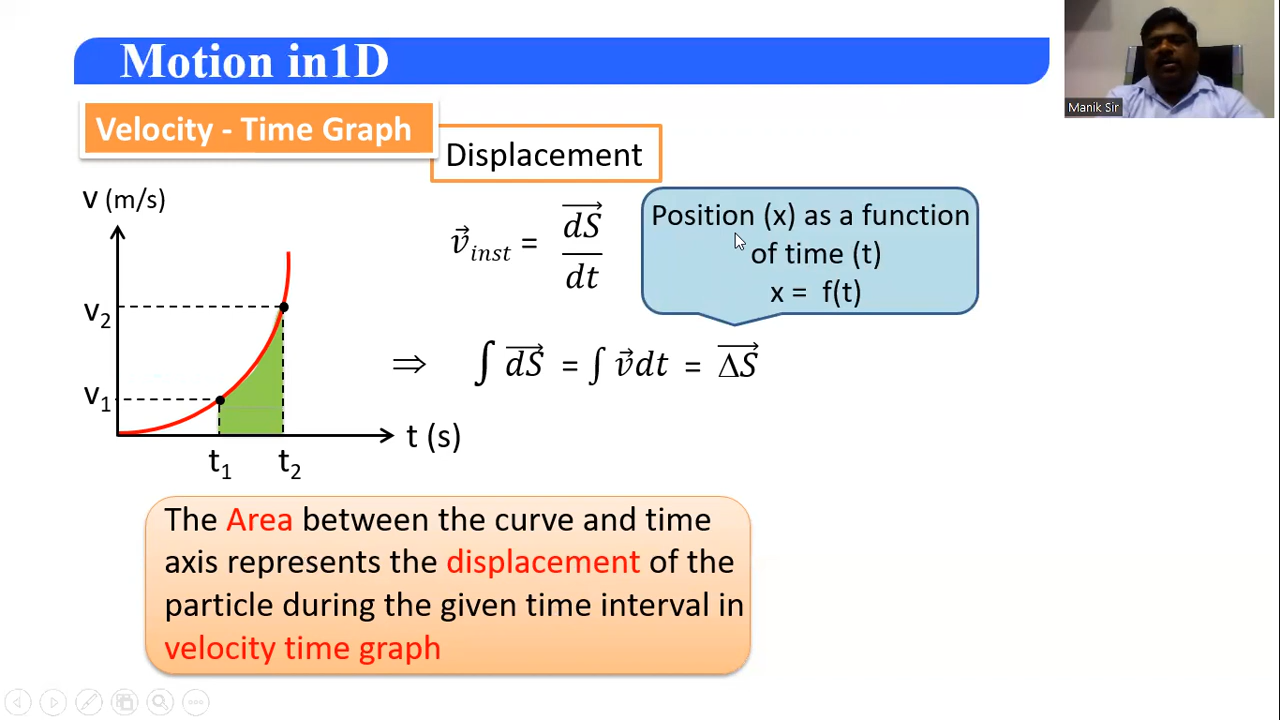 Motion in1D
Manik Sir
Velocity - Time Graph
Displacement
v (m/s)
v₂
v₁
t₁ t₂
t (s)
v⃗inst = dS⃗/dt
Position (x) as a function
of time (t)
x = f(t)
⇒ ∫ dS⃗ = ∫ v⃗dt = ΔS⃗
The Area between the curve and time
axis represents the displacement of the
particle during the given time interval in
velocity time graph